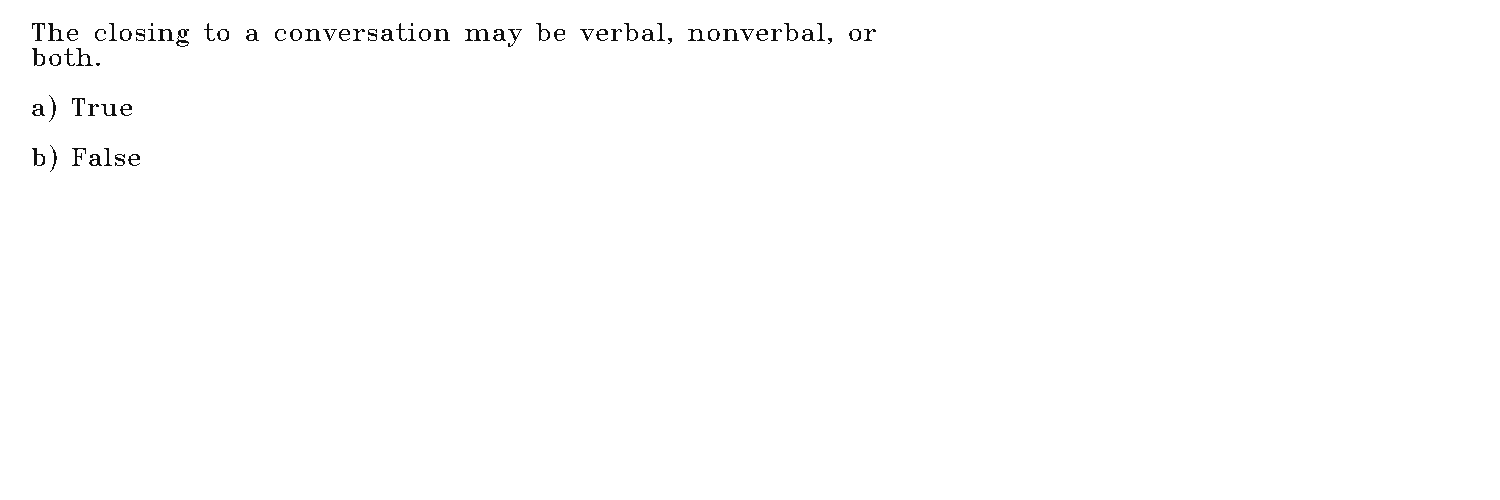 The closing to a conversation may be verbal, nonverbal, or
both.
a) True
b) False